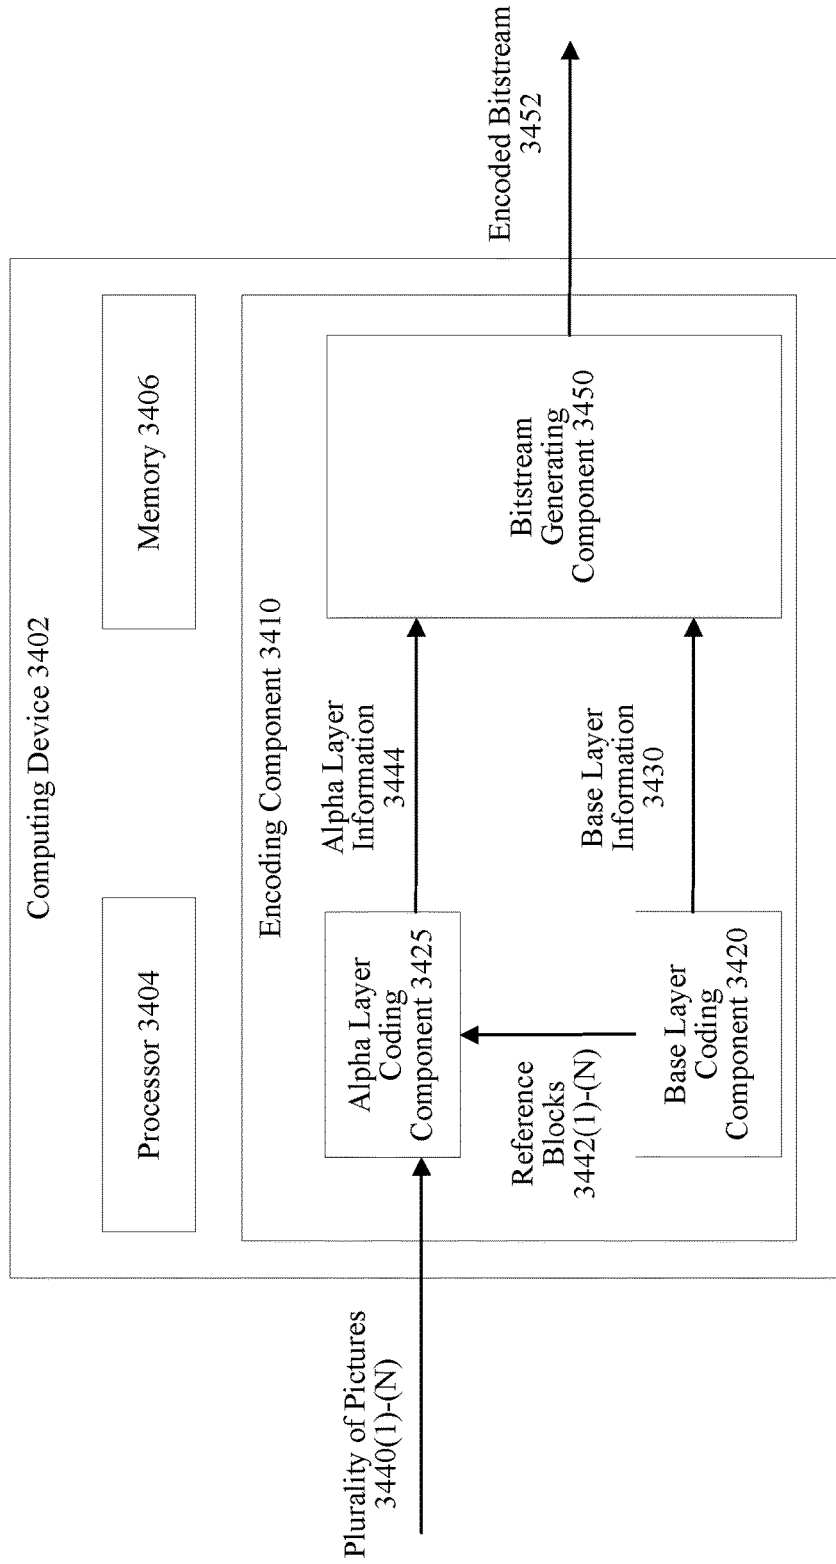 Computing Device 3402
Processor 3404
Memory 3406
Encoding Component 3410
Plurality of Pictures
3440(1)-(N)
Alpha Layer
Coding
Component 3425
Alpha Layer
Information
3444
Reference
Blocks
3442(1)-(N)
Base Layer
Coding
Component 3420
Base Layer
Information
3430
Bitstream
Generating
Component 3450
Encoded Bitstream
3452